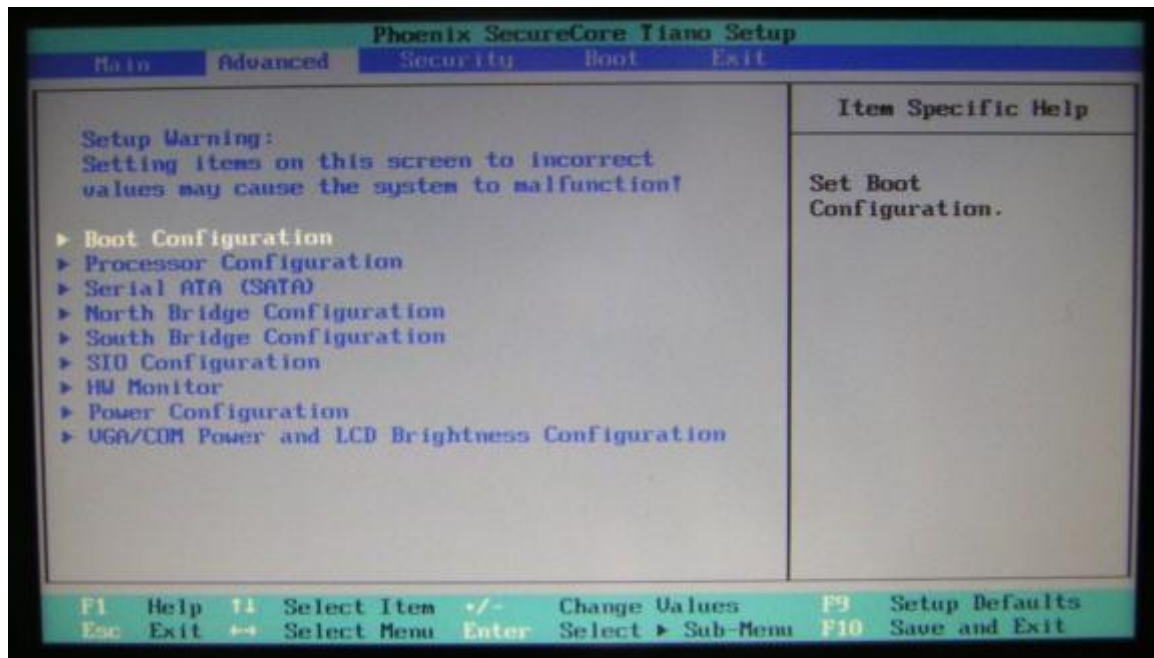 Phoenix SecureCore Tiano Setup
Main Advanced Security Boot Exit
Item Specific Help
Setup Warning:
Setting items on this screen to incorrect
values may cause the system to malfunction!
Set Boot
Configuration.
► Boot Configuration
► Processor Configuration
► Serial ATA (SATA)
► North Bridge Configuration
► South Bridge Configuration
► SIO Configuration
► HW Monitor
► Power Configuration
► VGA/COM Power and LCD Brightness Configuration
F1 Help ↑↓ Select Item +/- Change Values F9 Setup Defaults
Esc Exit ↔ Select Menu Enter Select ► Sub-Menu F10 Save and Exit